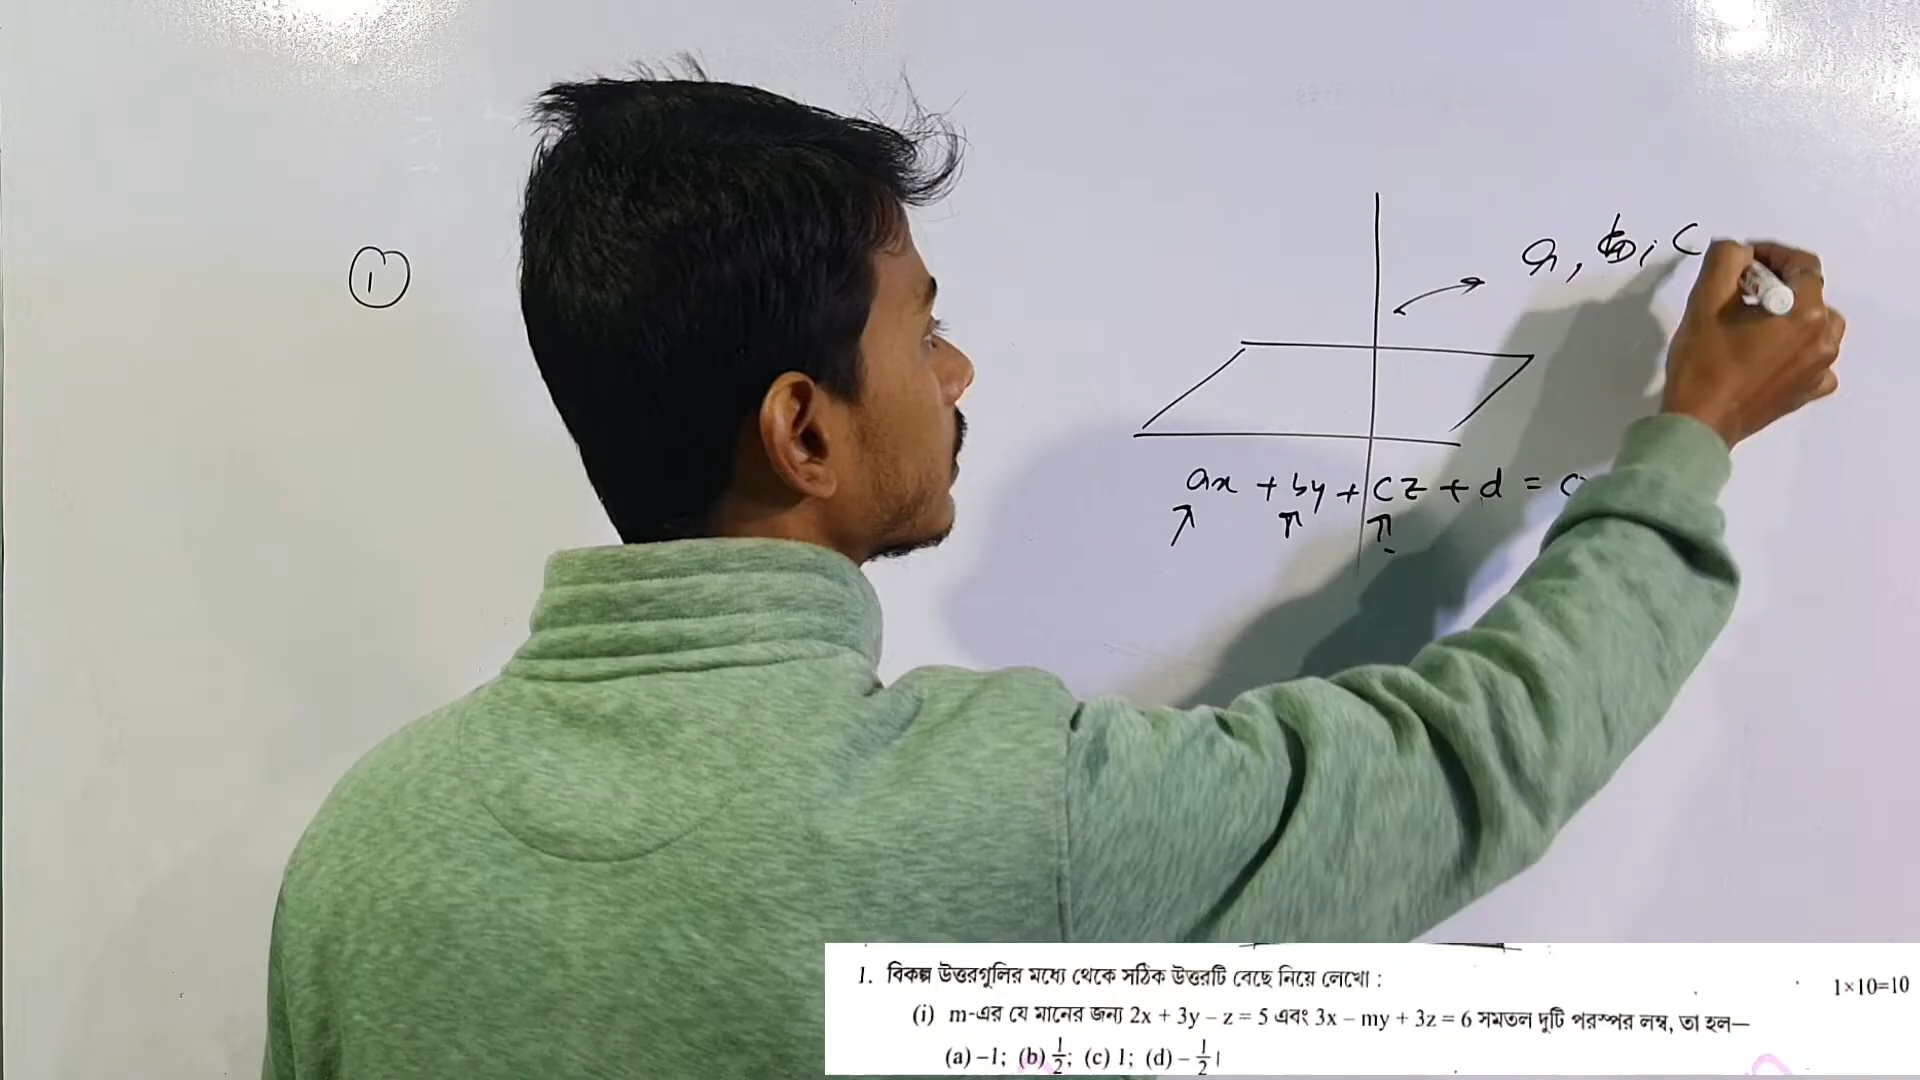 1
a, b, c
ax + by + cz + d = 0
1. বিকল্প উত্তরগুলির মধ্যে থেকে সঠিক উত্তরটি বেছে নিয়ে লেখো : 1×10=10
(i) m-এর যে মানের জন্য 2x + 3y – z = 5 এবং 3x – my + 3z = 6 সমতল দুটি পরস্পর লম্ব, তা হল—
(a) –1; (b) 1/2; (c) 1; (d) – 1/2 |